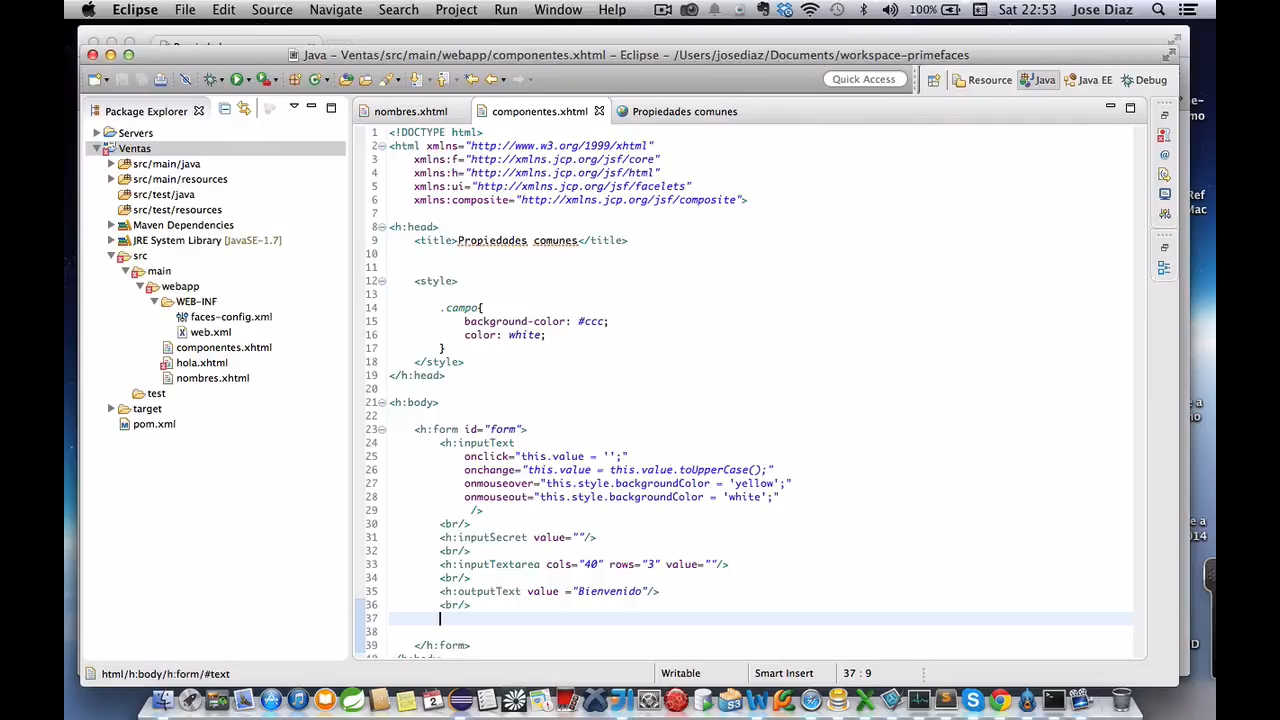 Eclipse File Edit Source Navigate Search Project Run Window Help 100% Sat 22:53 Jose Diaz
Java – Ventas/src/main/webapp/componentes.xhtml – Eclipse – /Users/josediaz/Documents/workspace-primefaces
Quick Access Resource Java Java EE Debug
Package Explorer
nombres.xhtml componentes.xhtml Propiedades comunes
Servers
Ventas
src/main/java
src/main/resources
src/test/java
src/test/resources
Maven Dependencies
JRE System Library [JavaSE-1.7]
src
main
webapp
WEB-INF
faces-config.xml
web.xml
componentes.xhtml
hola.xhtml
nombres.xhtml
test
target
pom.xml
1 <!DOCTYPE html>
2 <html xmlns="http://www.w3.org/1999/xhtml"
3 xmlns:f="http://xmlns.jcp.org/jsf/core"
4 xmlns:h="http://xmlns.jcp.org/jsf/html"
5 xmlns:ui="http://xmlns.jcp.org/jsf/facelets"
6 xmlns:composite="http://xmlns.jcp.org/jsf/composite">
7
8 <h:head>
9 <title>Propiedades comunes</title>
10
11
12 <style>
13
14 .campo{
15 background-color: #ccc;
16 color: white;
17 }
18 </style>
19 </h:head>
20
21 <h:body>
22
23 <h:form id="form">
24 <h:inputText
25 onclick="this.value = '';"
26 onchange="this.value = this.value.toUpperCase();"
27 onmouseover="this.style.backgroundColor = 'yellow';"
28 onmouseout="this.style.backgroundColor = 'white';"
29 />
30 <br/>
31 <h:inputSecret value=""/>
32 <br/>
33 <h:inputTextarea cols="40" rows="3" value=""/>
34 <br/>
35 <h:outputText value ="Bienvenido"/>
36 <br/>
37
38
39 </h:form>
html/h:body/h:form/#text Writable Smart Insert 37 : 9
Ref
Mac